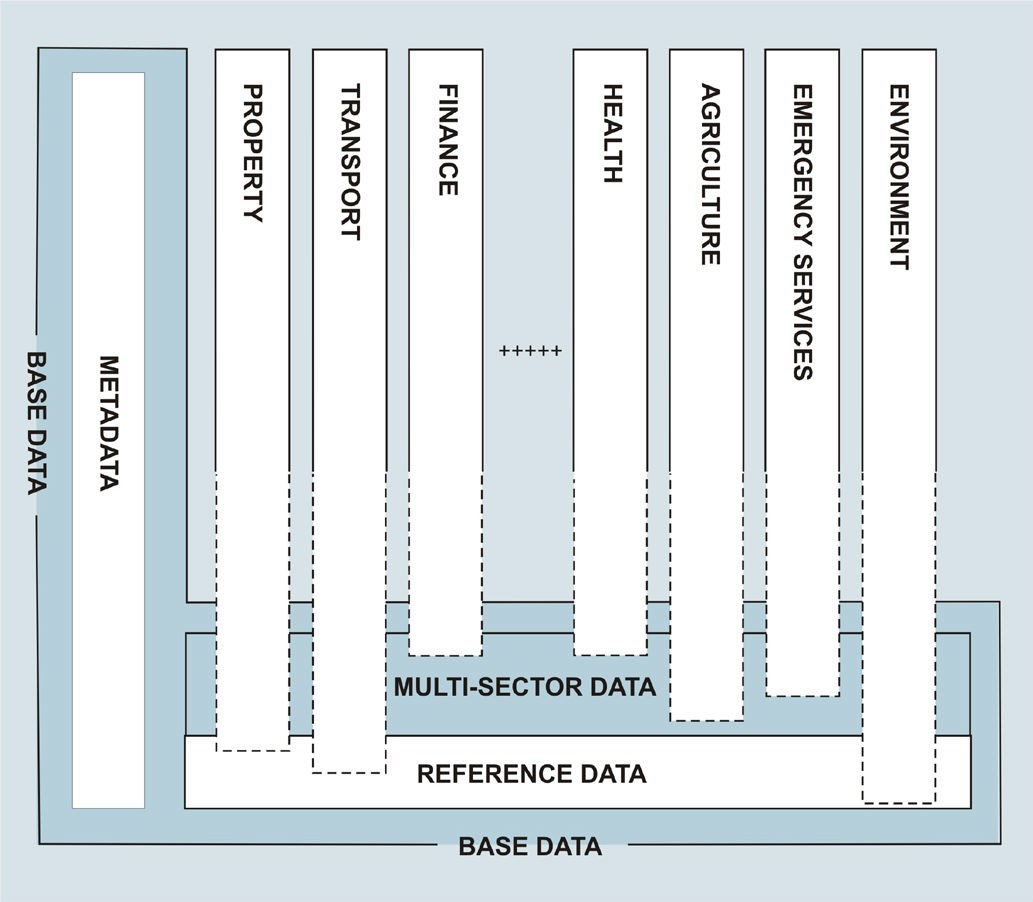 BASE DATA
METADATA
PROPERTY
TRANSPORT
FINANCE
+++++
HEALTH
AGRICULTURE
EMERGENCY SERVICES
ENVIRONMENT
MULTI-SECTOR DATA
REFERENCE DATA
BASE DATA